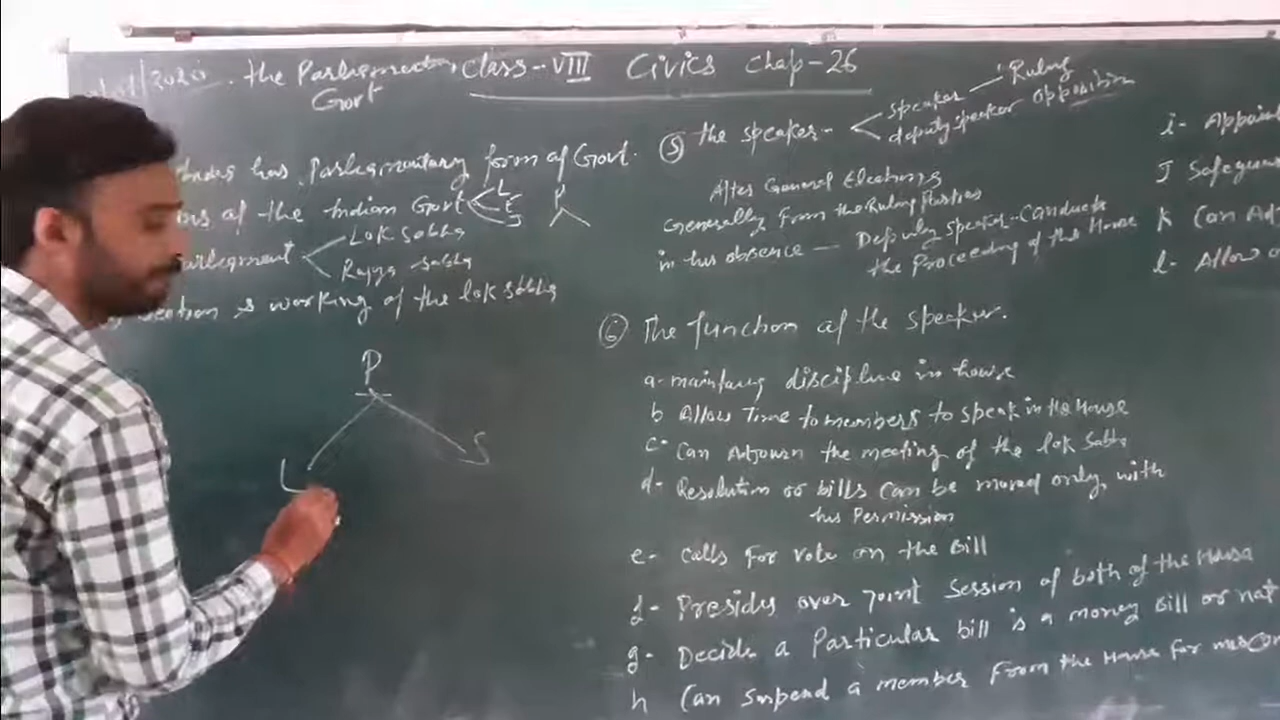 /2020. the Parliamentary Class-VIII Civics Chap-26
Govt
has Parliamentary form of Govt.
of the Indian Govt L
E
J
P
Lok Sabha
Rajya Sabha
& working of the lok Sabha
P
L S
5 the speaker- speaker Ruling
deputy speaker opposition
After General Elections
Generally From the Ruling Parties
in his absence — Deputy Speaker-Conducts
the Proceeding of the House
6 The function of the speaker.
a- maintains discipline in house
b Allow Time to members to speak in the House
c- Can Adjourn the meeting of the lok Sabha
d- Resolution or bills can be moved only, with
his Permission
e- Calls For vote on the Bill
f- Presides over joint Session of both of the House
g- Decide a Particular bill is a money Bill or not
h Can suspend a member From the House for misco
i- Appoin
J Safegua
K Can Ad
l- Allow